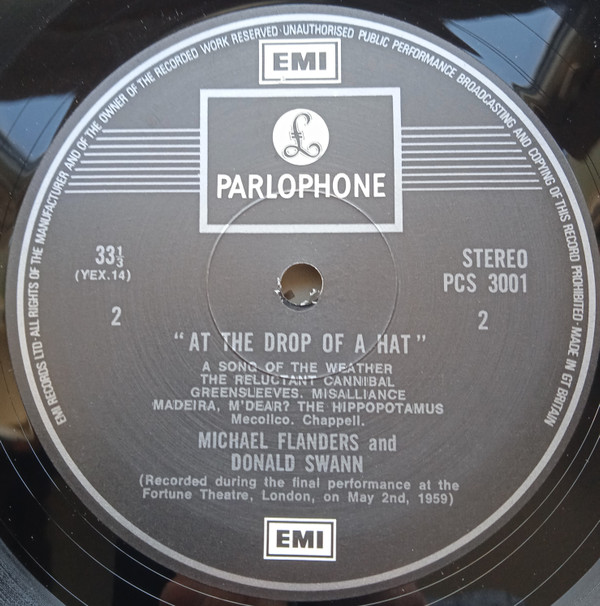 EMI RECORDS LTD·ALL RIGHTS OF THE MANUFACTURER AND OF THE OWNER OF THE RECORDED WORK RESERVED·UNAUTHORISED PUBLIC PERFORMANCE BROADCASTING AND COPYING OF THIS RECORD PROHIBITED·MADE IN GT BRITAIN
EMI
£
PARLOPHONE
33⅓
(YEX.14)
2
STEREO
PCS 3001
2
"AT THE DROP OF A HAT"
A SONG OF THE WEATHER
THE RELUCTANT CANNIBAL
GREENSLEEVES. MISALLIANCE
MADEIRA, M'DEAR? THE HIPPOPOTAMUS
Mecolico. Chappell.
MICHAEL FLANDERS and
DONALD SWANN
(Recorded during the final performance at the
Fortune Theatre, London, on May 2nd, 1959)
EMI